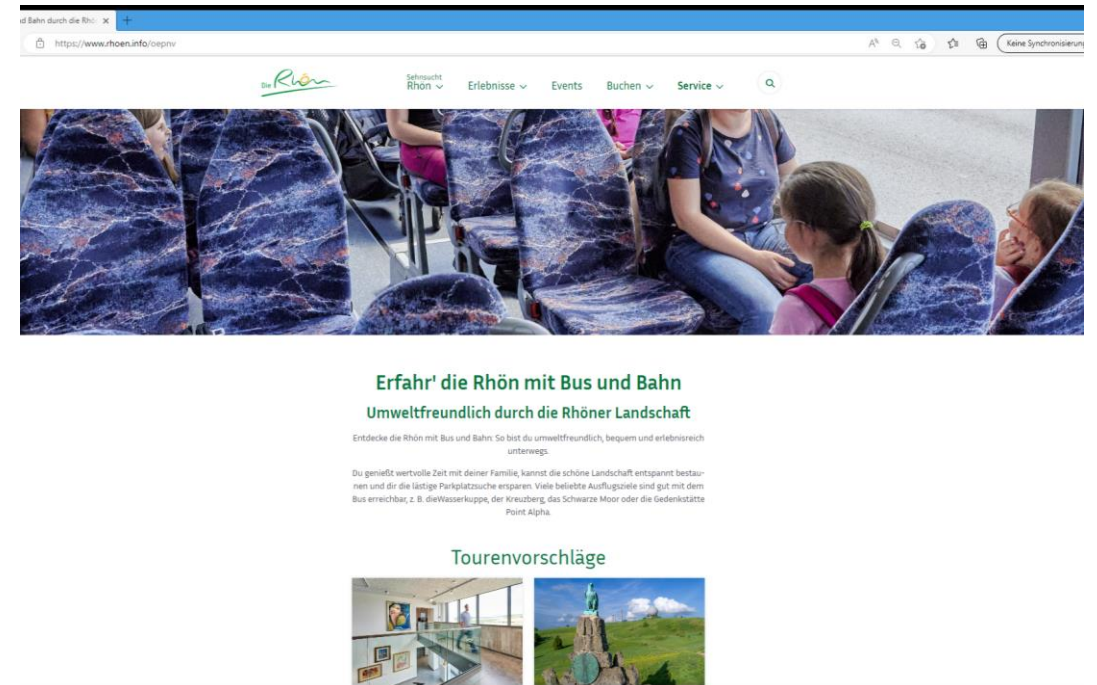 d Bahn durch die Rhö
https://www.rhoen.info/oepnv
Keine Synchronisierung
Die Rhön
Sehnsucht
Rhön
Erlebnisse
Events
Buchen
Service
Erfahr' die Rhön mit Bus und Bahn
Umweltfreundlich durch die Rhöner Landschaft
Entdecke die Rhön mit Bus und Bahn: So bist du umweltfreundlich, bequem und erlebnisreich
unterwegs.
Du genießt wertvolle Zeit mit deiner Familie, kannst die schöne Landschaft entspannt bestau-
nen und dir die lästige Parkplatzsuche ersparen. Viele beliebte Ausflugsziele sind gut mit dem
Bus erreichbar, z. B. dieWasserkuppe, der Kreuzberg, das Schwarze Moor oder die Gedenkstätte
Point Alpha.
Tourenvorschläge